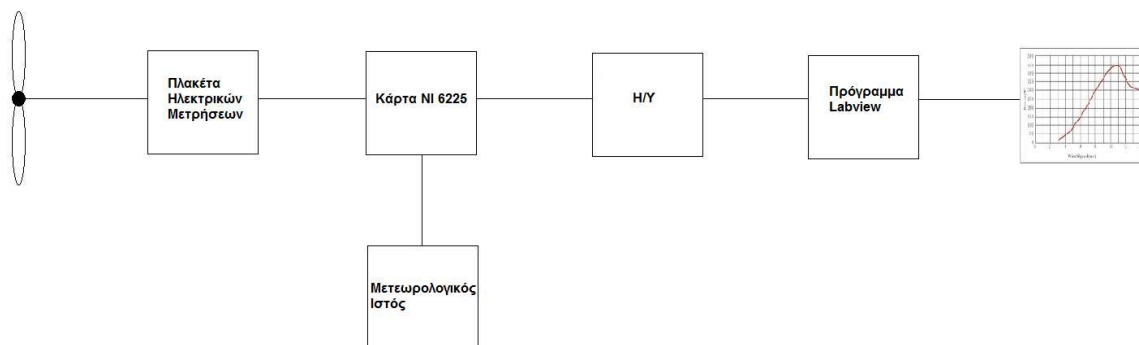 Πλακέτα
Ηλεκτρικών
Μετρήσεων
Κάρτα NI 6225
Η/Υ
Πρόγραμμα
Labview
Μετεωρολογικός
Ιστός